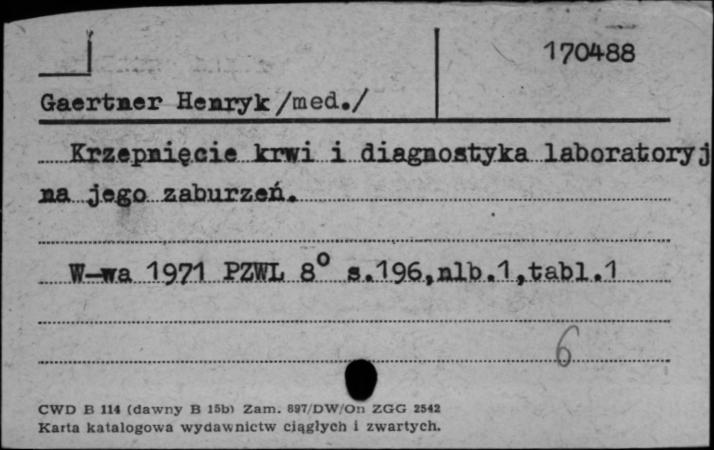 170488
Gaertner Henryk /med./
Krzepnięcie krwi i diagnostyka laboratoryj
na jego zaburzeń.
W-wa 1971 PZWL 8° s.196,nlb.1,tabl.1
6
CWD B 114 (dawny B 15b) Zam. 897/DW/On ZGG 2542
Karta katalogowa wydawnictw ciągłych i zwartych.